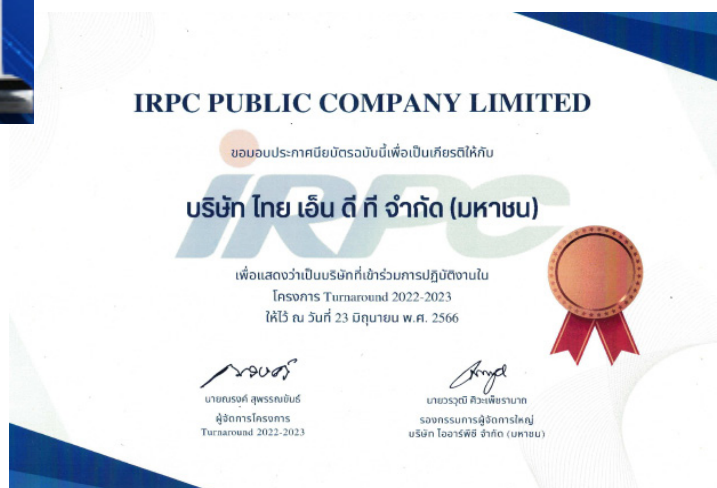 IRPC PUBLIC COMPANY LIMITED
ขอมอบประกาศนียบัตรฉบับนี้เพื่อเป็นเกียรติให้กับ
iRPC
บริษัท ไทย เอ็น ดี ที จำกัด (มหาชน)
เพื่อแสดงว่าเป็นบริษัทที่เข้าร่วมการปฏิบัติงานใน
โครงการ Turnaround 2022-2023
ให้ไว้ ณ วันที่ 23 มิถุนายน พ.ศ. 2566
นายณรงค์ สุพรรณขันธ์
ผู้จัดการโครงการ
Turnaround 2022-2023
นายวรวุฒิ ศิวะเพ็ชรานาถ
รองกรรมการผู้จัดการใหญ่
บริษัท ไออาร์พีซี จำกัด (มหาชน)